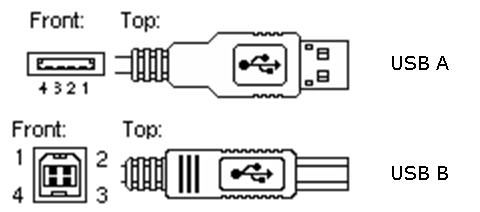 Front: Top:
USB A
4 3 2 1
Front: Top:
1 2
USB B
4 3